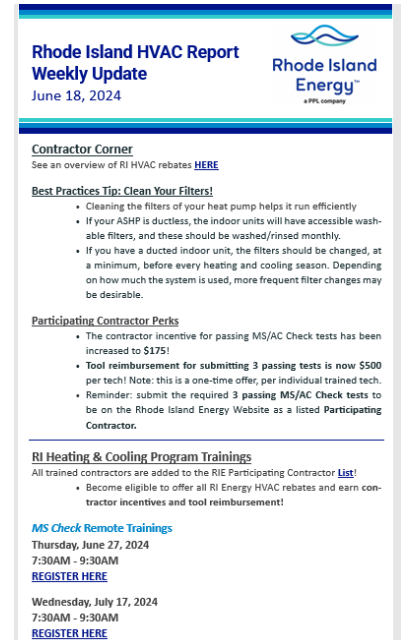 Rhode Island HVAC Report
Weekly Update
June 18, 2024
Rhode Island
Energy™
a PPL company
Contractor Corner
See an overview of RI HVAC rebates HERE
Best Practices Tip: Clean Your Filters!
• Cleaning the filters of your heat pump helps it run efficiently
• If your ASHP is ductless, the indoor units will have accessible wash-
able filters, and these should be washed/rinsed monthly.
• If you have a ducted indoor unit, the filters should be changed, at
a minimum, before every heating and cooling season. Depending
on how much the system is used, more frequent filter changes may
be desirable.
Participating Contractor Perks
• The contractor incentive for passing MS/AC Check tests has been
increased to $175!
• Tool reimbursement for submitting 3 passing tests is now $500
per tech! Note: this is a one-time offer, per individual trained tech.
• Reminder: submit the required 3 passing MS/AC Check tests to
be on the Rhode Island Energy Website as a listed Participating
Contractor.
RI Heating & Cooling Program Trainings
All trained contractors are added to the RIE Participating Contractor List!
• Become eligible to offer all RI Energy HVAC rebates and earn con-
tractor incentives and tool reimbursement!
MS Check Remote Trainings
Thursday, June 27, 2024
7:30AM - 9:30AM
REGISTER HERE
Wednesday, July 17, 2024
7:30AM - 9:30AM
REGISTER HERE